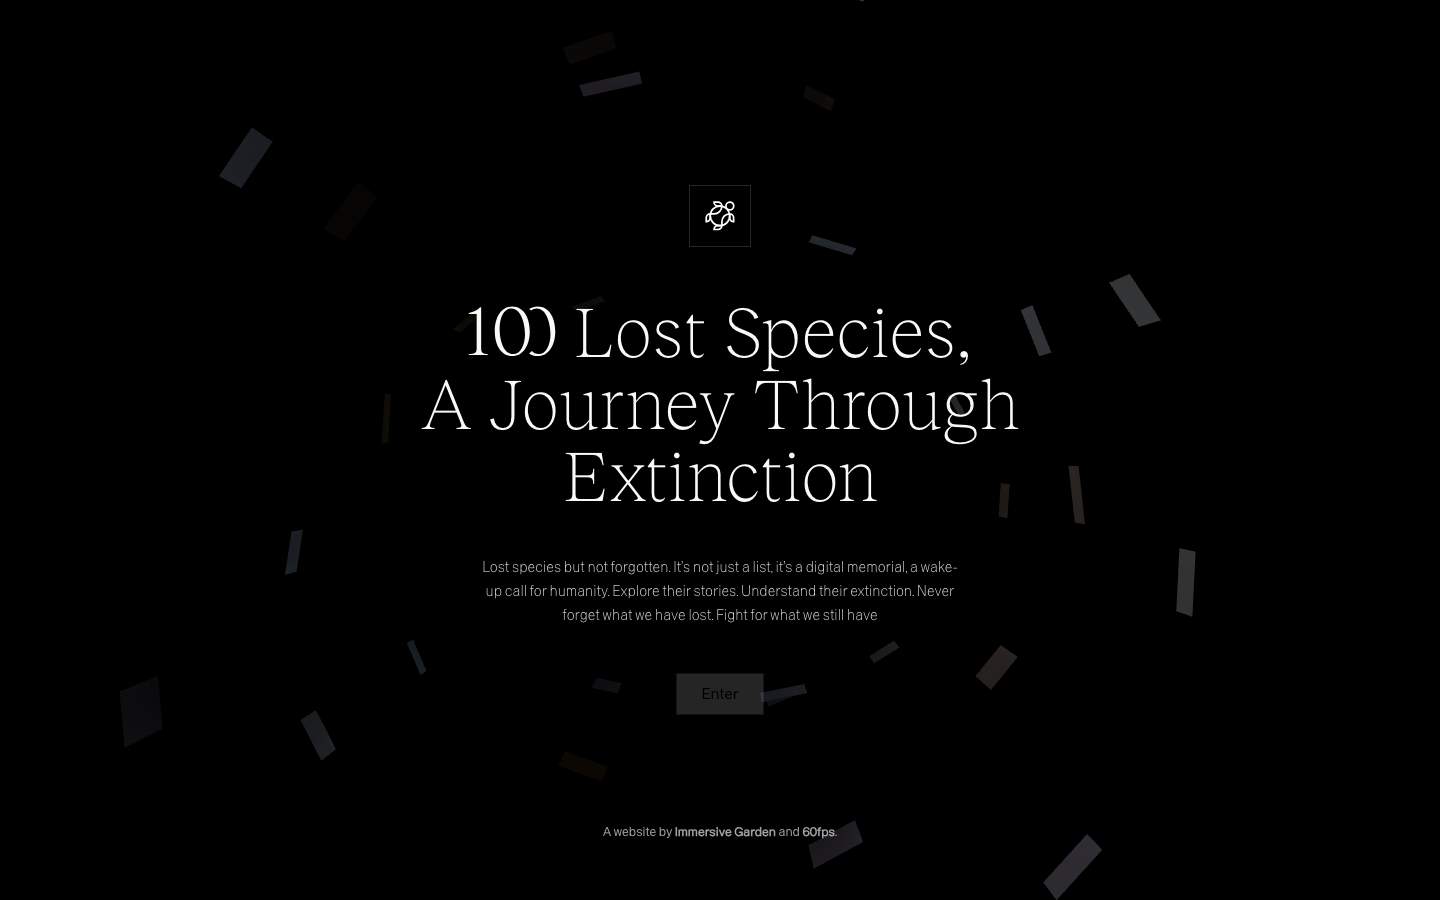 100 Lost Species,
A Journey Through
Extinction
Lost species but not forgotten. It's not just a list, it's a digital memorial, a wake-
up call for humanity. Explore their stories. Understand their extinction. Never
forget what we have lost. Fight for what we still have
Enter
A website by Immersive Garden and 60fps.